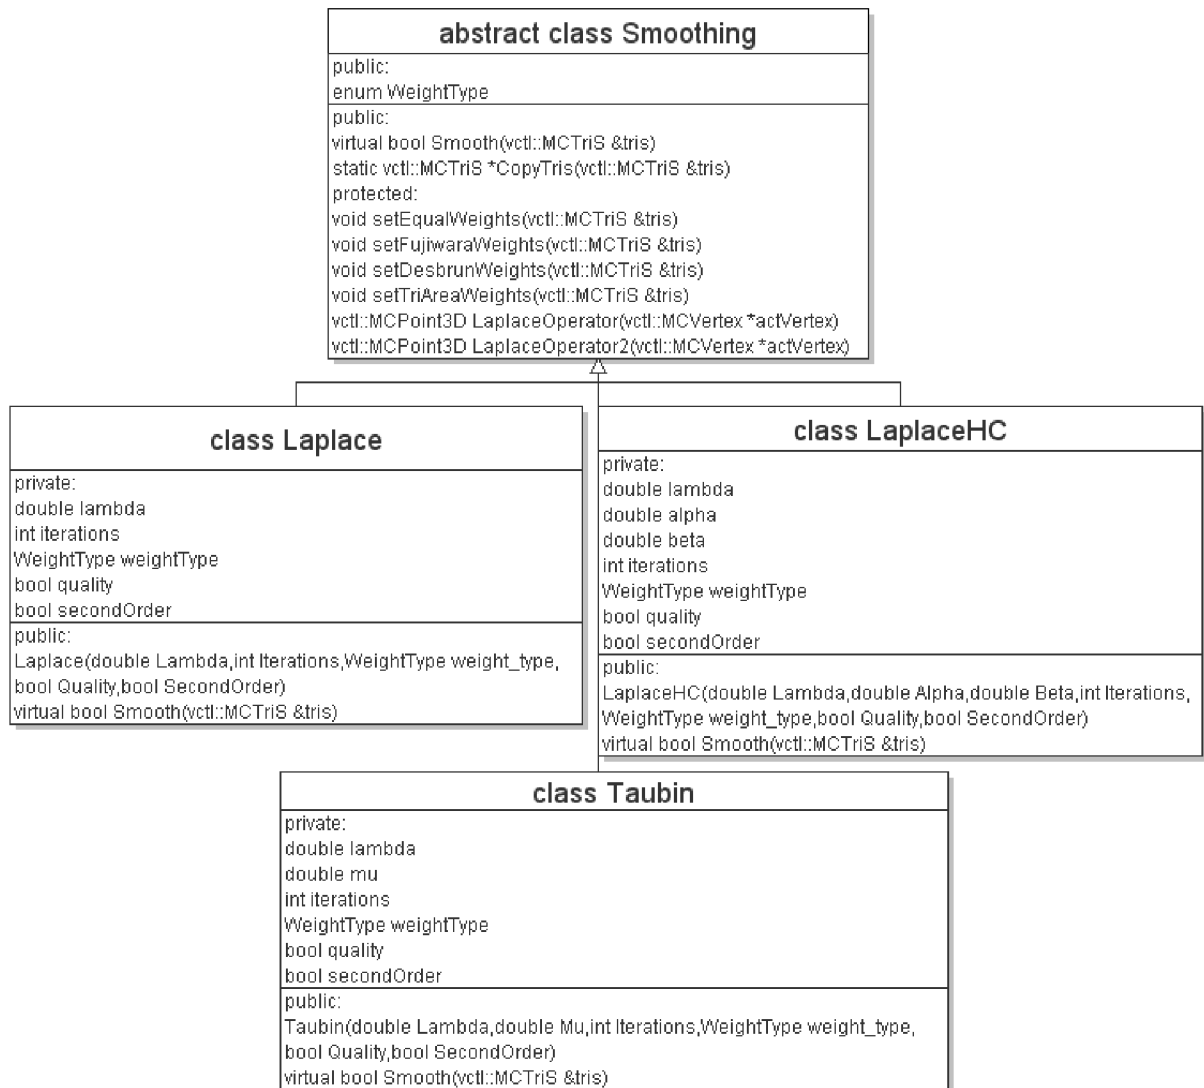 abstract class Smoothing
public:
enum WeightType
public:
virtual bool Smooth(vctl::MCTriS &tris)
static vctl::MCTriS *CopyTris(vctl::MCTriS &tris)
protected:
void setEqualWeights(vctl::MCTriS &tris)
void setFujiwaraWeights(vctl::MCTriS &tris)
void setDesbrunWeights(vctl::MCTriS &tris)
void setTriAreaWeights(vctl::MCTriS &tris)
vctl::MCPoint3D LaplaceOperator(vctl::MCVertex *actVertex)
vctl::MCPoint3D LaplaceOperator2(vctl::MCVertex *actVertex)
class Laplace
private:
double lambda
int iterations
WeightType weightType
bool quality
bool secondOrder
public:
Laplace(double Lambda,int Iterations,WeightType weight_type,
bool Quality,bool SecondOrder)
virtual bool Smooth(vctl::MCTriS &tris)
class LaplaceHC
private:
double lambda
double alpha
double beta
int iterations
WeightType weightType
bool quality
bool secondOrder
public:
LaplaceHC(double Lambda,double Alpha,double Beta,int Iterations,
WeightType weight_type,bool Quality,bool SecondOrder)
virtual bool Smooth(vctl::MCTriS &tris)
class Taubin
private:
double lambda
double mu
int iterations
WeightType weightType
bool quality
bool secondOrder
public:
Taubin(double Lambda,double Mu,int Iterations,WeightType weight_type,
bool Quality,bool SecondOrder)
virtual bool Smooth(vctl::MCTriS &tris)